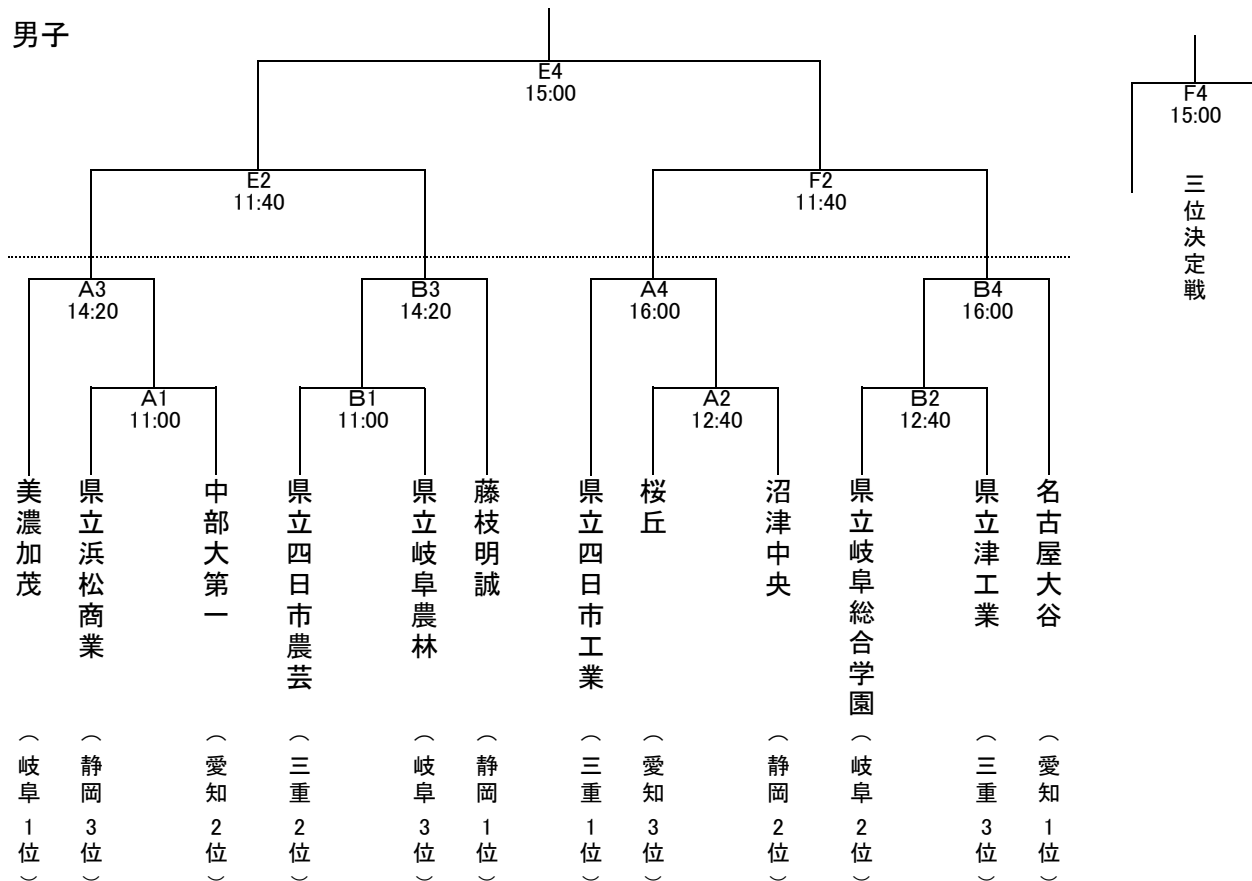 男子
E4
15:00
F4
15:00
三位決定戦
E2
11:40
F2
11:40
A3
14:20
B3
14:20
A4
16:00
B4
16:00
A1
11:00
B1
11:00
A2
12:40
B2
12:40
美濃加茂
県立浜松商業
中部大第一
県立四日市農芸
県立岐阜農林
藤枝明誠
県立四日市工業
桜丘
沼津中央
県立岐阜総合学園
県立津工業
名古屋大谷
（岐阜1位）
（静岡3位）
（愛知2位）
（三重2位）
（岐阜3位）
（静岡1位）
（三重1位）
（愛知3位）
（静岡2位）
（岐阜2位）
（三重3位）
（愛知1位）